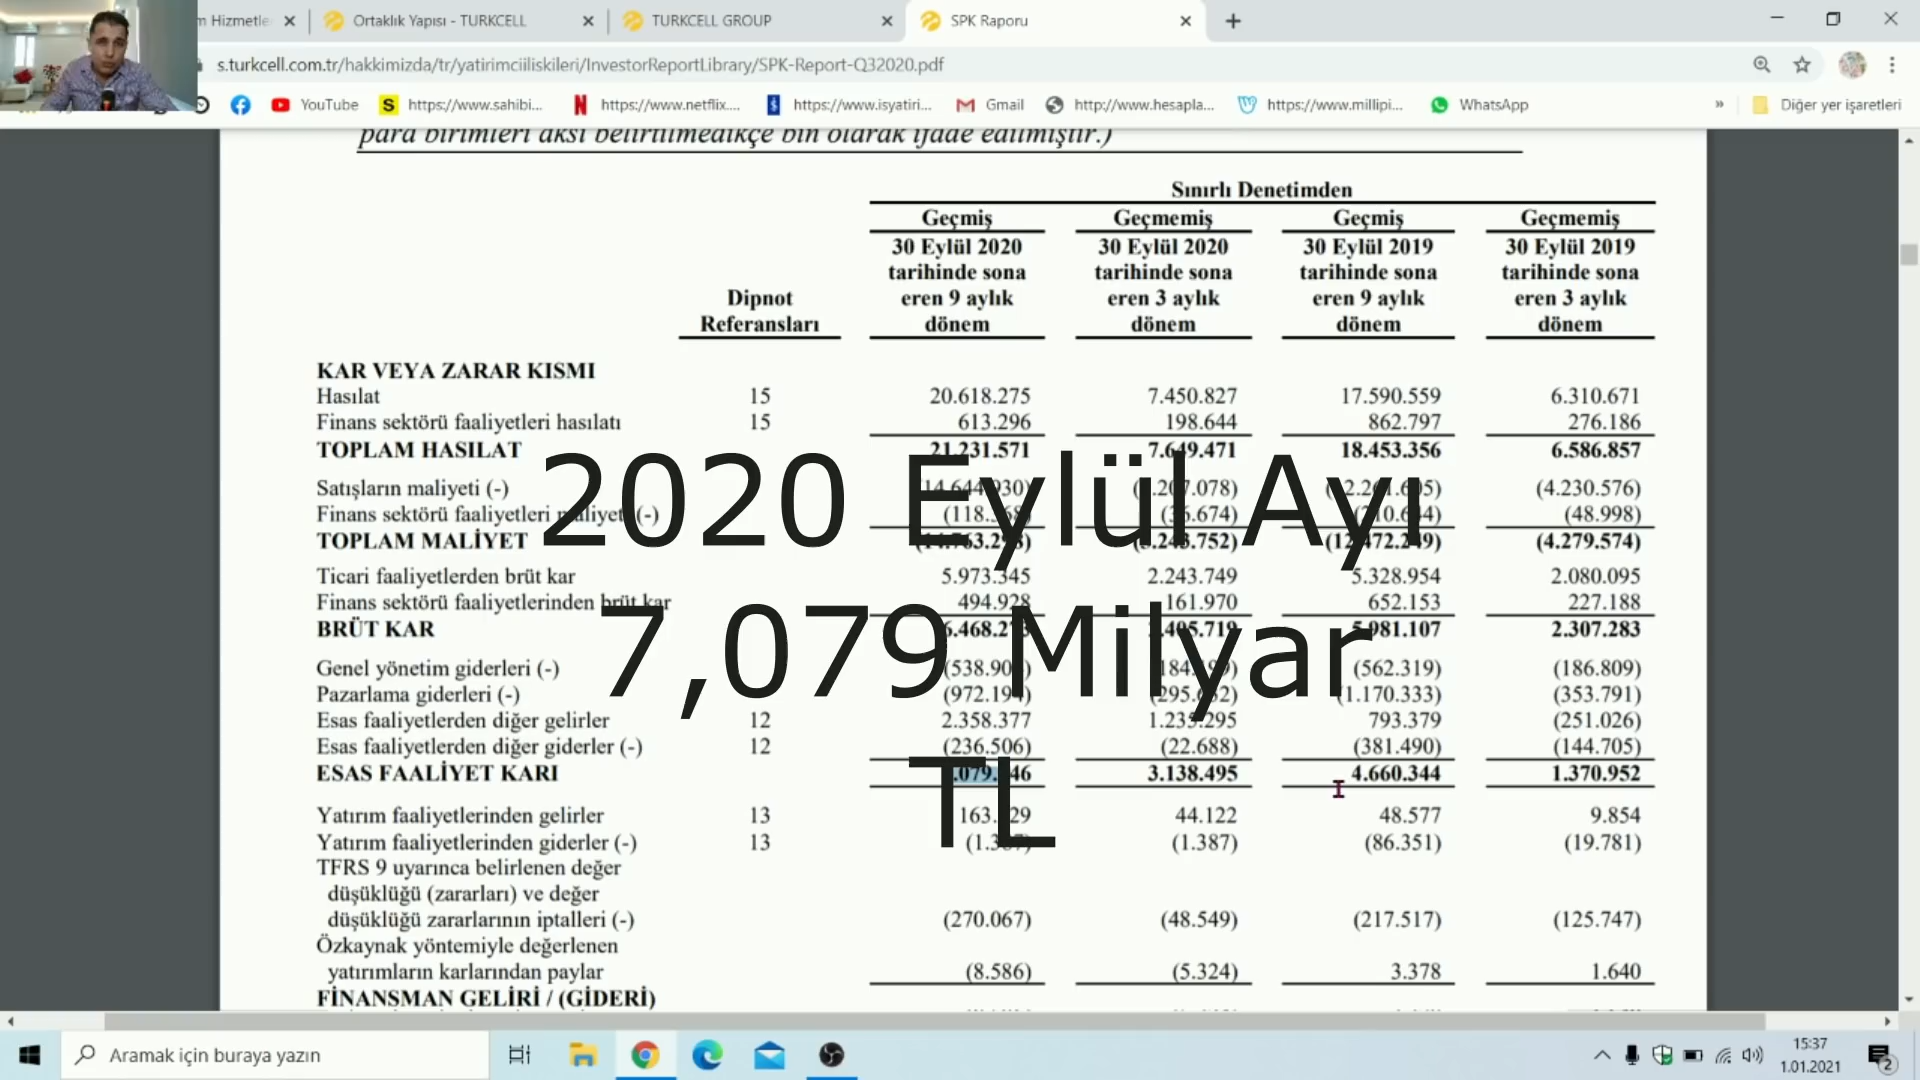 m Hizmetle
Ortaklık Yapısı - TURKCELL
TURKCELL GROUP
SPK Raporu
s.turkcell.com.tr/hakkimizda/tr/yatirimciiliskileri/InvestorReportLibrary/SPK-Report-Q32020.pdf
YouTube
https://www.sahibi...
https://www.netflix....
https://www.isyatiri...
Gmail
http://www.hesapla...
https://www.millipi...
WhatsApp
»
Diğer yer işaretleri
para birimleri aksi belirtilmedikçe bin olarak ifade edilmiştir.)
Sınırlı Denetimden
Geçmiş Geçmemiş Geçmiş Geçmemiş
30 Eylül 2020 30 Eylül 2020 30 Eylül 2019 30 Eylül 2019
tarihinde sona tarihinde sona tarihinde sona tarihinde sona
Dipnot eren 9 aylık eren 3 aylık eren 9 aylık eren 3 aylık
Referansları dönem dönem dönem dönem
KAR VEYA ZARAR KISMI
Hasılat 15 20.618.275 7.450.827 17.590.559 6.310.671
Finans sektörü faaliyetleri hasılatı 15 613.296 198.644 862.797 276.186
TOPLAM HASILAT 21.231.571 7.649.471 18.453.356 6.586.857
Satışların maliyeti (-) (4.230.576)
Finans sektörü faaliyetleri maliyeti (-) (48.998)
TOPLAM MALİYET (4.279.574)
2020 Eylül Ayı
7,079 Milyar
TL
Ticari faaliyetlerden brüt kar 5.973.345 2.243.749 5.328.954 2.080.095
Finans sektörü faaliyetlerinden brüt kar 494.928 161.970 652.153 227.188
BRÜT KAR 5.981.107 2.307.283
Genel yönetim giderleri (-) (562.319) (186.809)
Pazarlama giderleri (-) (1.170.333) (353.791)
Esas faaliyetlerden diğer gelirler 12 2.358.377 793.379 (251.026)
Esas faaliyetlerden diğer giderler (-) 12 (236.506) (22.688) (381.490) (144.705)
ESAS FAALİYET KARI 3.138.495 4.660.344 1.370.952
Yatırım faaliyetlerinden gelirler 13 44.122 48.577 9.854
Yatırım faaliyetlerinden giderler (-) 13 (1.387) (86.351) (19.781)
TFRS 9 uyarınca belirlenen değer
düşüklüğü (zararları) ve değer
düşüklüğü zararlarının iptalleri (-) (270.067) (48.549) (217.517) (125.747)
Özkaynak yöntemiyle değerlenen
yatırımların karlarından paylar (8.586) (5.324) 3.378 1.640
FİNANSMAN GELİRİ / (GİDERİ)
Aramak için buraya yazın
15:37
1.01.2021
2